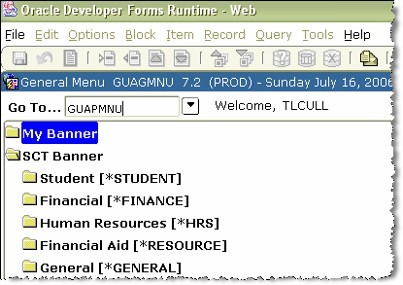 Oracle Developer Forms Runtime - Web
File Edit Options Block Item Record Query Tools Help
General Menu GUAGMNU 7.2 (PROD) - Sunday July 16, 2006
Go To... GUAPMNU Welcome, TLCULL
My Banner
SCT Banner
Student [*STUDENT]
Financial [*FINANCE]
Human Resources [*HRS]
Financial Aid [*RESOURCE]
General [*GENERAL]